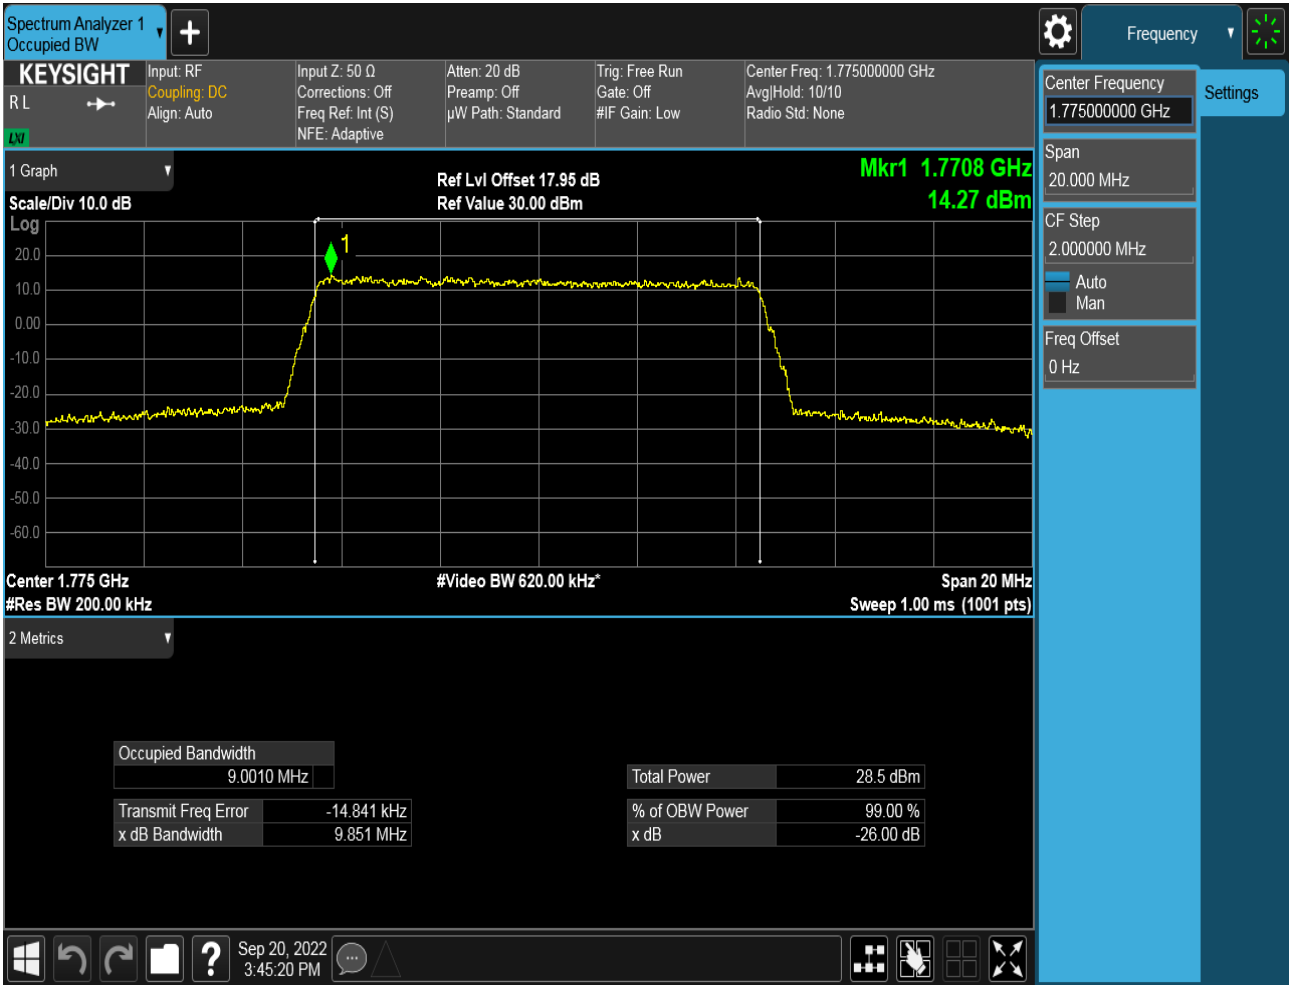 Spectrum Analyzer 1
Occupied BW
+
Frequency
KEYSIGHT
R L
LXI
Input: RF
Coupling: DC
Align: Auto
Input Z: 50 Ω
Corrections: Off
Freq Ref: Int (S)
NFE: Adaptive
Atten: 20 dB
Preamp: Off
µW Path: Standard
Trig: Free Run
Gate: Off
#IF Gain: Low
Center Freq: 1.775000000 GHz
Avg|Hold: 10/10
Radio Std: None
Center Frequency
1.775000000 GHz
Settings
Span
20.000 MHz
CF Step
2.000000 MHz
Auto
Man
Freq Offset
0 Hz
1 Graph
Scale/Div 10.0 dB
Log
Ref Lvl Offset 17.95 dB
Ref Value 30.00 dBm
Mkr1 1.7708 GHz
14.27 dBm
1
20.0
10.0
0.00
-10.0
-20.0
-30.0
-40.0
-50.0
-60.0
Center 1.775 GHz
#Video BW 620.00 kHz*
Span 20 MHz
#Res BW 200.00 kHz
Sweep 1.00 ms (1001 pts)
2 Metrics
Occupied Bandwidth
9.0010 MHz
Total Power 28.5 dBm
Transmit Freq Error -14.841 kHz
% of OBW Power 99.00 %
x dB Bandwidth 9.851 MHz
x dB -26.00 dB
?
Sep 20, 2022
3:45:20 PM